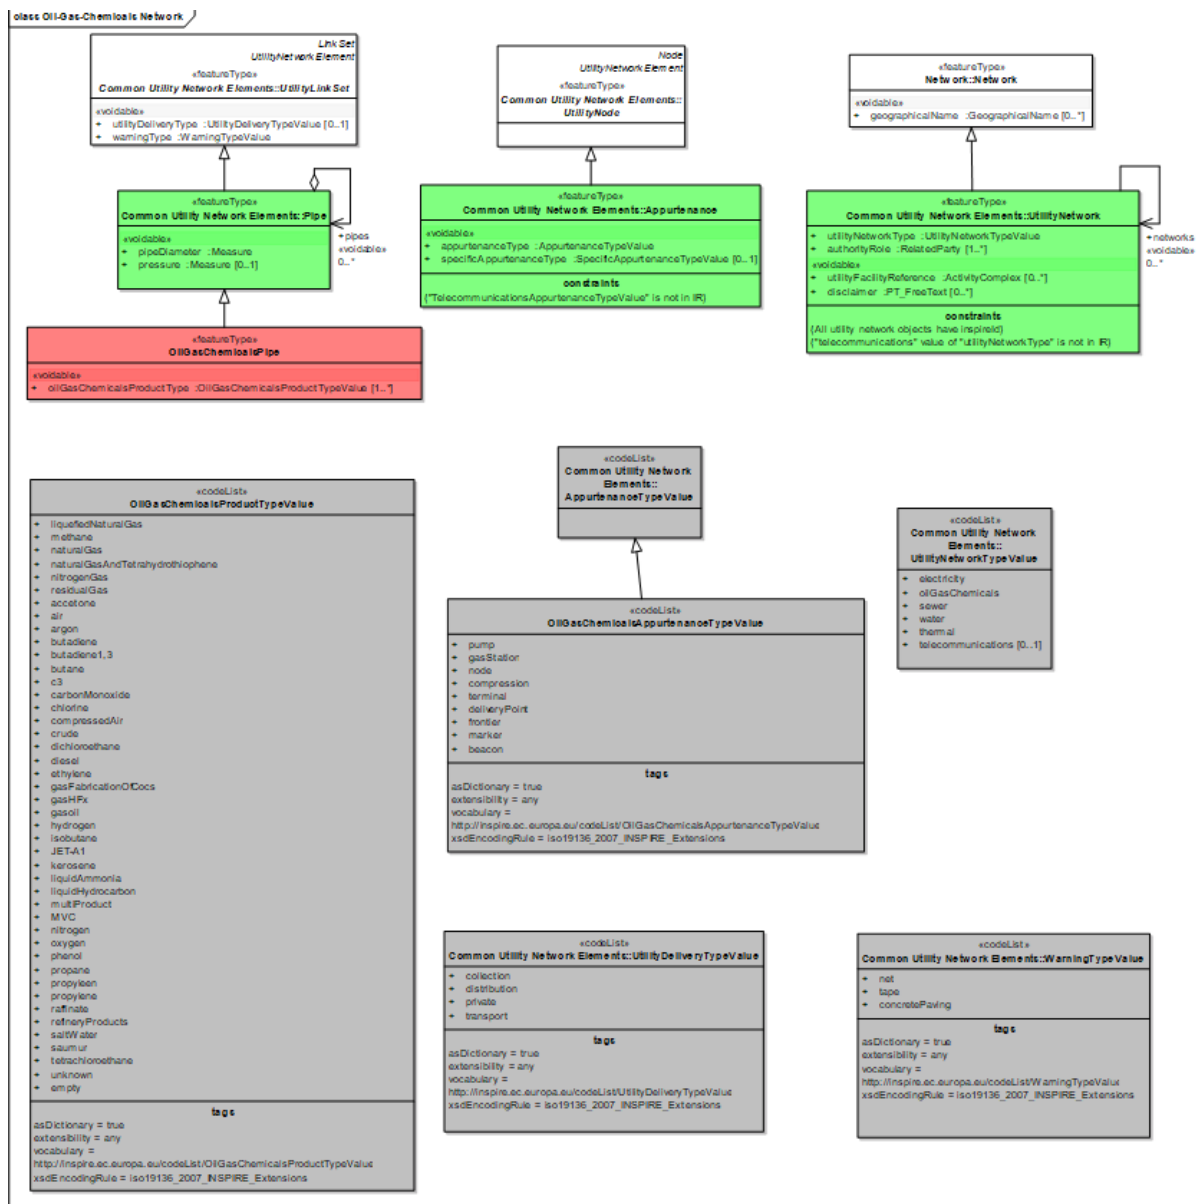 class Oil-Gas-Chemicals Network
Link Set
UtilityNetworkElement
«featureType»
Common Utility Network Elements::UtilityLinkSet
«voidable»
+ utilityDeliveryType :UtilityDeliveryTypeValue [0..1]
+ warningType :WarningTypeValue
Node
UtilityNetworkElement
«featureType»
Common Utility Network Elements::
UtilityNode
«featureType»
Network::Network
«voidable»
+ geographicalName :GeographicalName [0..*]
«featureType»
Common Utility Network Elements::Pipe
«voidable»
+ pipeDiameter :Measure
+ pressure :Measure [0..1]
+pipes
«voidable»
0..*
«featureType»
Common Utility Network Elements::Appurtenance
«voidable»
+ appurtenanceType :AppurtenanceTypeValue
+ specificAppurtenanceType :SpecificAppurtenanceTypeValue [0..1]
constraints
{"TelecommunicationsAppurtenanceTypeValue" is not in IR}
«featureType»
Common Utility Network Elements::UtilityNetwork
+ utilityNetworkType :UtilityNetworkTypeValue
+ authorityRole :RelatedParty [1..*]
«voidable»
+ utilityFacilityReference :ActivityComplex [0..*]
+ disclaimer :PT_FreeText [0..*]
constraints
{All utility network objects have inspireId}
{"telecommunications" value of "utilityNetworkType" is not in IR}
+networks
«voidable»
0..*
«featureType»
OilGasChemicalsPipe
«voidable»
+ oilGasChemicalsProductType :OilGasChemicalsProductTypeValue [1..*]
«codeList»
OilGasChemicalsProductTypeValue
+ liquefiedNaturalGas
+ methane
+ naturalGas
+ naturalGasAndTetrahydrothiophene
+ nitrogenGas
+ residualGas
+ accetone
+ air
+ argon
+ butadiene
+ butadiene1,3
+ butane
+ c3
+ carbonMonoxide
+ chlorine
+ compressedAir
+ crude
+ dichloroethane
+ diesel
+ ethylene
+ gasFabricationOfCocs
+ gasHFx
+ gasoil
+ hydrogen
+ isobutane
+ JET-A1
+ kerosene
+ liquidAmmonia
+ liquidHydrocarbon
+ multiProduct
+ MVC
+ nitrogen
+ oxygen
+ phenol
+ propane
+ propyleen
+ propylene
+ raffinate
+ refineryProducts
+ saltWater
+ saumur
+ tetrachloroethane
+ unknown
+ empty
tags
asDictionary = true
extensibility = any
vocabulary =
http://inspire.ec.europa.eu/codeList/OilGasChemicalsProductTypeValue
xsdEncodingRule = iso19136_2007_INSPIRE_Extensions
«codeList»
Common Utility Network
Elements::
AppurtenanceTypeValue
«codeList»
OilGasChemicalsAppurtenanceTypeValue
+ pump
+ gasStation
+ node
+ compression
+ terminal
+ deliveryPoint
+ frontier
+ marker
+ beacon
tags
asDictionary = true
extensibility = any
vocabulary =
http://inspire.ec.europa.eu/codeList/OilGasChemicalsAppurtenanceTypeValue
xsdEncodingRule = iso19136_2007_INSPIRE_Extensions
«codeList»
Common Utility Network
Elements::
UtilityNetworkTypeValue
+ electricity
+ oilGasChemicals
+ sewer
+ water
+ thermal
+ telecommunications [0..1]
«codeList»
Common Utility Network Elements::UtilityDeliveryTypeValue
+ collection
+ distribution
+ private
+ transport
tags
asDictionary = true
extensibility = any
vocabulary =
http://inspire.ec.europa.eu/codeList/UtilityDeliveryTypeValue
xsdEncodingRule = iso19136_2007_INSPIRE_Extensions
«codeList»
Common Utility Network Elements::WarningTypeValue
+ net
+ tape
+ concretePaving
tags
asDictionary = true
extensibility = any
vocabulary =
http://inspire.ec.europa.eu/codeList/WarningTypeValue
xsdEncodingRule = iso19136_2007_INSPIRE_Extensions